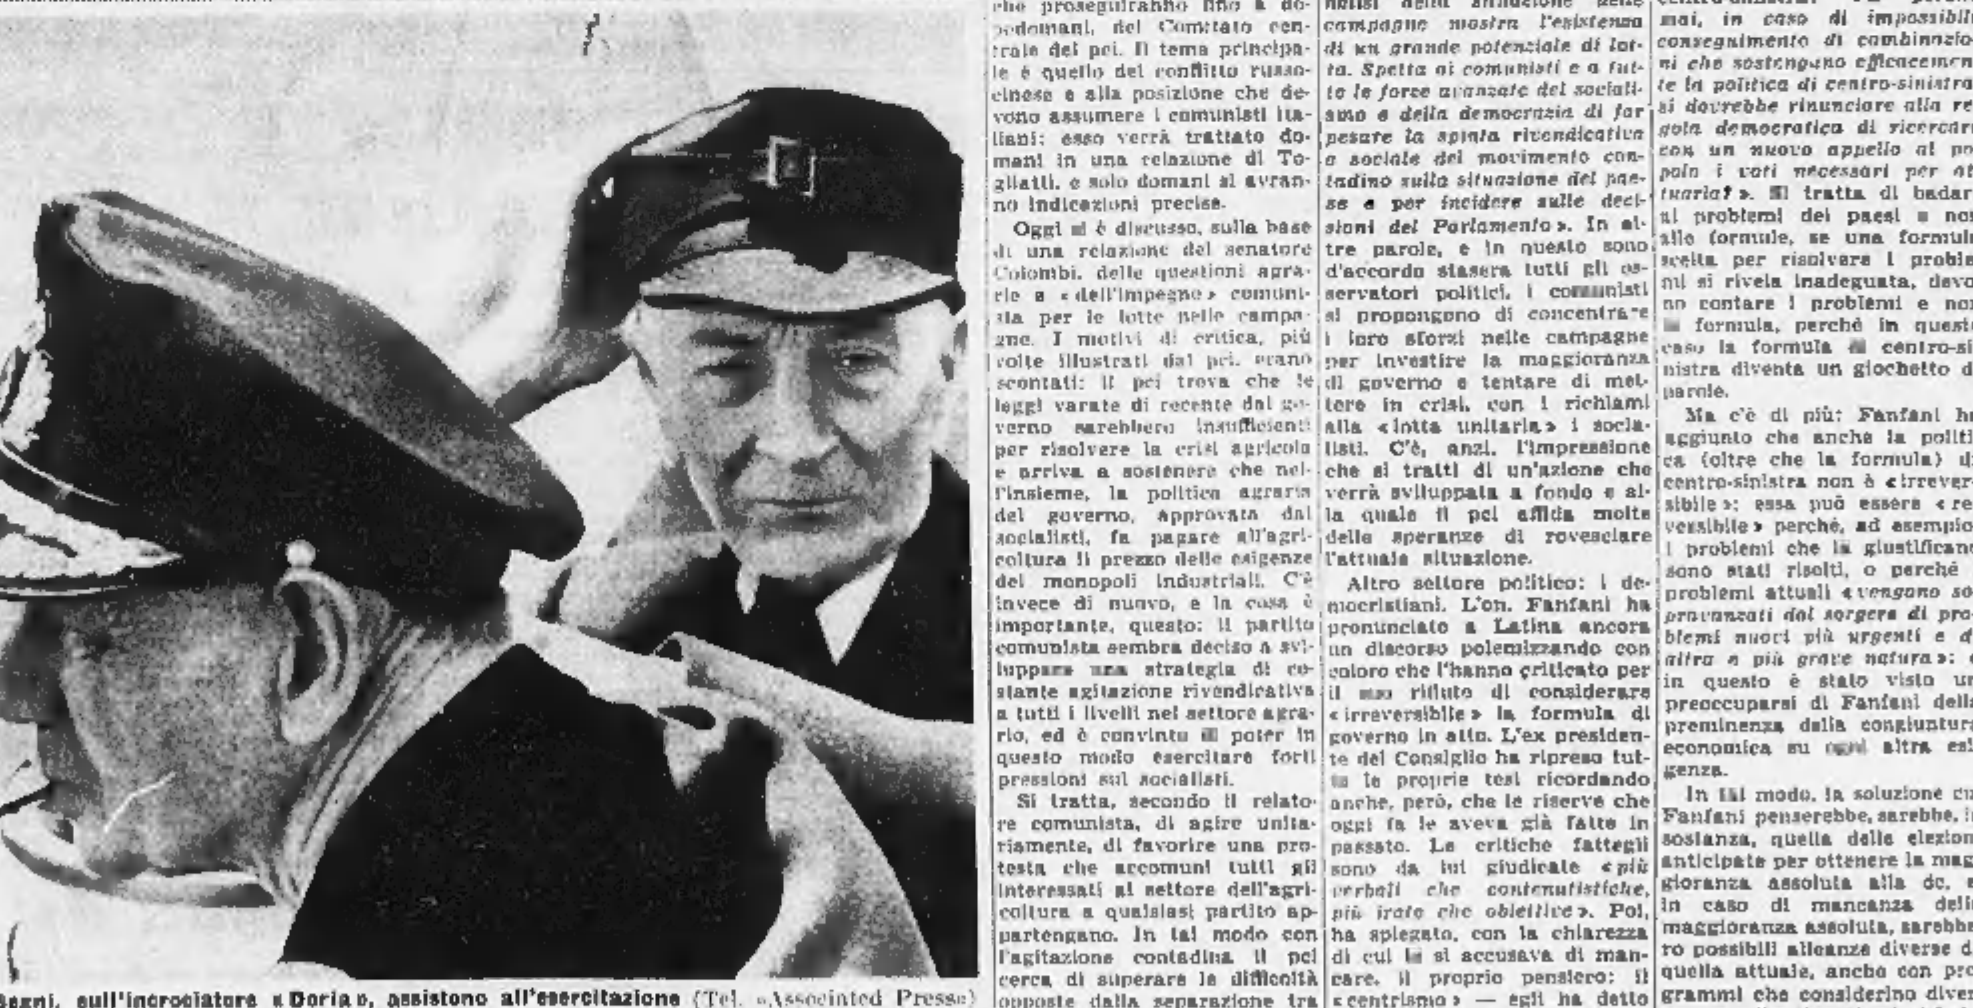 che proseguiranno fino a do-
podomani, del Comitato cen-
trale del pci. Il tema principa-
le è quello del conflitto russo-
cinese e alla posizione che de-
vono assumere i comunisti ita-
liani: esso verrà trattato do-
mani in una relazione di To-
gliatti, e solo domani si avran-
no indicazioni precise.
Oggi si è discusso, sulla base
di una relazione del senatore
Colombi, delle questioni agra-
rie e «dell'impegno» comuni-
sta per le lotte nelle campa-
gne. I motivi di critica, più
volte illustrati dal pci, erano
scontati: il pci trova che le
leggi varate di recente dal go-
verno sarebbero insufficienti
per risolvere la crisi agricola
e arriva a sostenere che nel-
l'insieme, la politica agraria
del governo, approvata dai
socialisti, fa pagare all'agri-
coltura il prezzo delle esigenze
dei monopoli industriali. C'è
invece di nuovo, e la cosa è
importante, questo: il partito
comunista sembra deciso a svi-
luppare una strategia di co-
stante agitazione rivendicativa
a tutti i livelli nel settore agra-
rio, ed è convinto di poter in
questo modo esercitare forti
pressioni sui socialisti.
Si tratta, secondo il relato-
re comunista, di agire unita-
riamente, di favorire una pro-
testa che accomuni tutti gli
interessati al settore dell'agri-
coltura a qualsiasi partito ap-
partengano. In tal modo con
l'agitazione contadina il pci
cerca di superare le difficoltà
opposte dalla separazione tra
campagne mostra l'esistenza
di un grande potenziale di lot-
ta. Spetta ai comunisti e a tut-
te le forze avanzate del sociali-
smo e della democrazia di far
pesare la spinta rivendicativa
e sociale del movimento con-
tadino sulla situazione del pae-
se e per incidere sulle deci-
sioni del Parlamento». In al-
tre parole, e in questo sono
d'accordo stasera tutti gli os-
servatori politici, i comunisti
si propongono di concentrare
i loro sforzi nelle campagne
per investire la maggioranza
di governo e tentare di met-
tere in crisi, con i richiami
alla «lotta unitaria» i socia-
listi. C'è, anzi, l'impressione
che si tratti di un'azione che
verrà sviluppata a fondo e al-
la quale il pci affida molte
delle speranze di rovesciare
l'attuale situazione.
Altro settore politico: i de-
mocristiani. L'on. Fanfani ha
pronunciato a Latina ancora
un discorso polemizzando con
coloro che l'hanno criticato per
il suo rifiuto di considerare
«irreversibile» la formula di
governo in atto. L'ex presiden-
te del Consiglio ha ripreso tut-
te le proprie tesi ricordando
anche, però, che le riserve che
oggi fa le aveva già fatte in
passato. Le critiche fattegli
sono da lui giudicate «più
verbali che contenutistiche,
più irate che obiettive». Poi,
ha spiegato, con la chiarezza
di cui lo si accusava di man-
care, il proprio pensiero: il
«centrismo» — egli ha detto
mai, in caso di impossibil
conseguimento di combinazio-
ni che sostengano efficacemen
te la politica di centro-sinistra
si dovrebbe rinunciare alla re
gola democratica di ricercar
con un nuovo appello al po
polo i voti necessari per at
tuarla?». Si tratta di badar
ai problemi dei paesi e non
alle formule, se una formula
scelta per risolvere i proble
mi si rivela inadeguata, devo
no contare i problemi e non
la formula, perchè in questo
caso la formula di centro-si
nistra diventa un giochetto d
parole.
Ma c'è di più: Fanfani ha
aggiunto che anche la politi
ca (oltre che la formula) di
centro-sinistra non è «irrever-
sibile»: essa può essere «re
versibile» perché, ad esempio
i problemi che la giustificano
sono stati risolti, o perché
problemi attuali «vengono so
pravanzati dal sorgere di pro-
blemi nuovi più urgenti e d
altra e più grave natura»:
in questo è stato visto un
preoccuparsi di Fanfani della
preminenza della congiuntura
economica su ogni altra esi
genza.
In tal modo, la soluzione cu
Fanfani penserebbe, sarebbe, i
sostanza, quella delle elezion
anticipate per ottenere la mag
gioranza assoluta alla dc, e
in caso di mancanza della
maggioranza assoluta, sarebbe
ro possibili alleanze diverse d
quella attuale, anche con pro
grammi che considerino diver
egni, sull'incrociatore «Doria», assistono all'esercitazione (Tel. «Associated Press»)